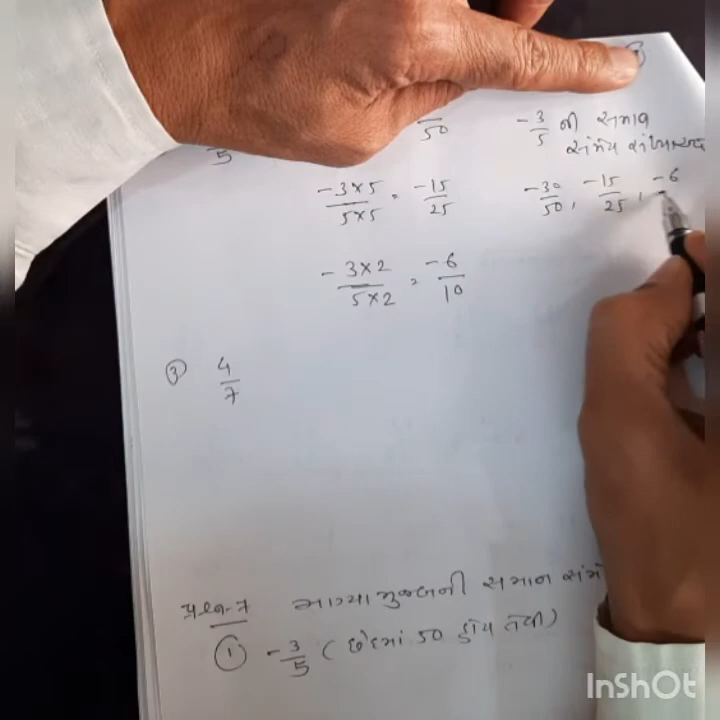 50
5
-3/5 ની સમાન
સંમેય સંખ્યાઓ
-3×5/5×5 = -15/25
-30/50, -15/25, -6
-3×2/5×2 = -6/10
③ 4/7
પ્રશ્ન-7 માગ્યા મુજબની સમાન સંમે
① -3/5 (છેદમાં 50 હોય તેવી)
InShOt